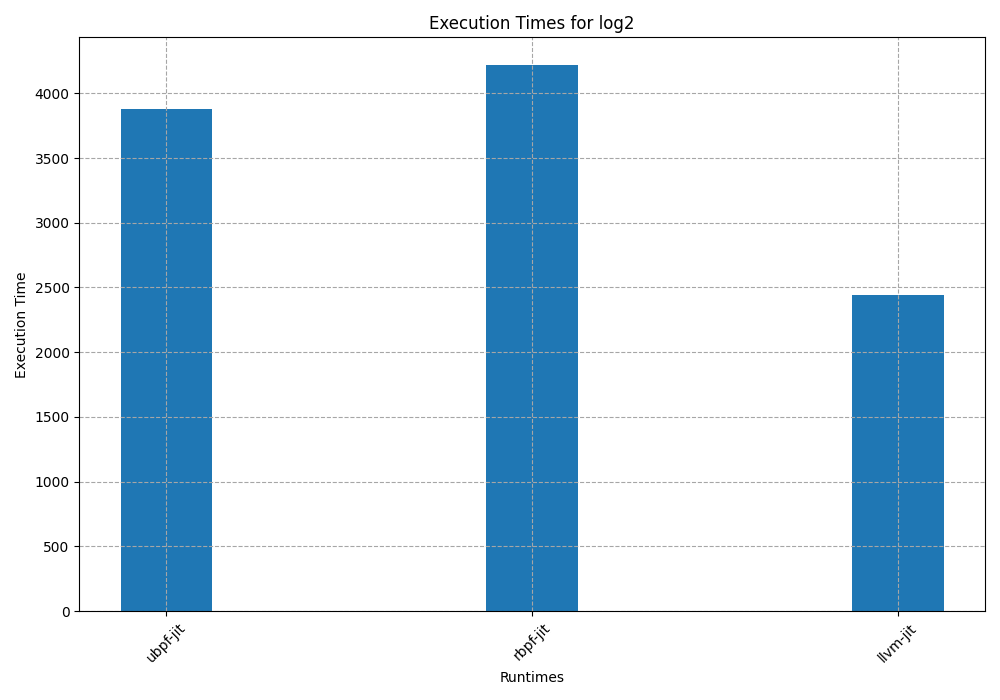 Execution Times for log2
Execution Time
4000
3500
3000
2500
2000
1500
1000
500
0
ubpf-jit
rbpf-jit
llvm-jit
Runtimes